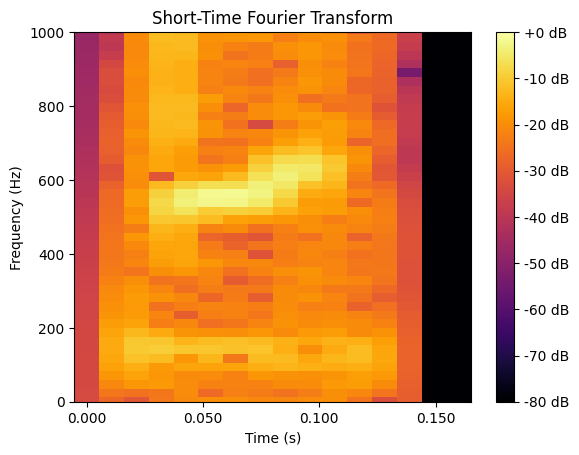 Short-Time Fourier Transform
1000
800
600
400
200
0
Frequency (Hz)
0.000
0.050
0.100
0.150
Time (s)
+0 dB
-10 dB
-20 dB
-30 dB
-40 dB
-50 dB
-60 dB
-70 dB
-80 dB